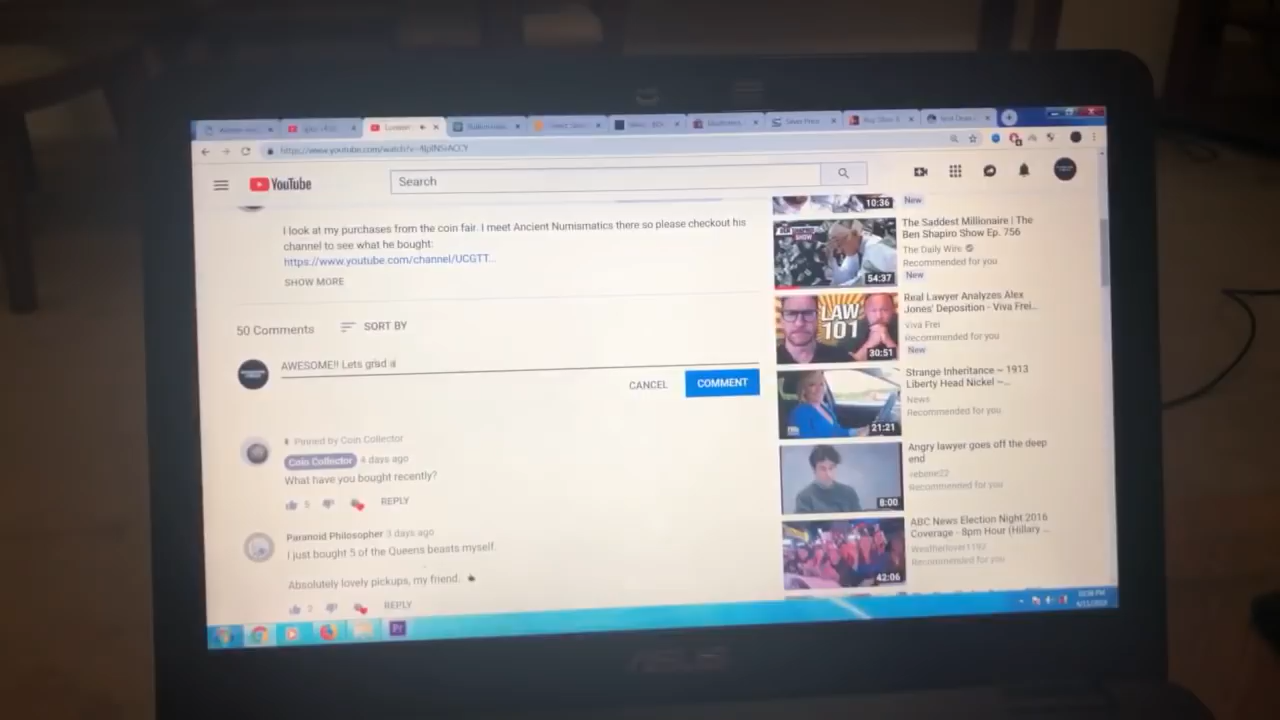 YouTube
Search
I look at my purchases from the coin fair. I meet Ancient Numismatics there so please checkout his
channel to see what he bought:
https://www.youtube.com/channel/UCGTT...
SHOW MORE
50 Comments
SORT BY
AWESOME!! Lets grad a
CANCEL
COMMENT
Pinned by Coin Collector
Coin Collector 4 days ago
What have you bought recently?
5
REPLY
Paranoid Philosopher 3 days ago
I just bought 5 of the Queens beasts myself.
Absolutely lovely pickups, my friend.
2
REPLY
10:36
New
The Saddest Millionaire | The
Ben Shapiro Show Ep. 756
The Daily Wire
Recommended for you
New
54:37
Real Lawyer Analyzes Alex
Jones' Deposition - Viva Frei...
Viva Frei
Recommended for you
New
LAW
101
30:51
Strange Inheritance ~ 1913
Liberty Head Nickel ~...
News
Recommended for you
21:21
Angry lawyer goes off the deep
end
Recommended for you
8:00
ABC News Election Night 2016
Coverage - 8pm Hour (Hillary ...
Weatherlover1192
Recommended for you
42:06
Pr
ASUS